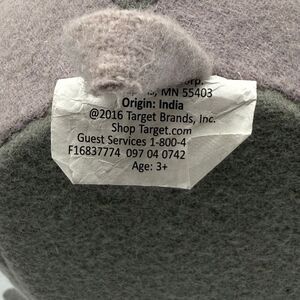 MN 55403
Origin: India
@2016 Target Brands, Inc.
Shop Target.com
Guest Services 1-800-4
F16837774 097 04 0742
Age: 3+